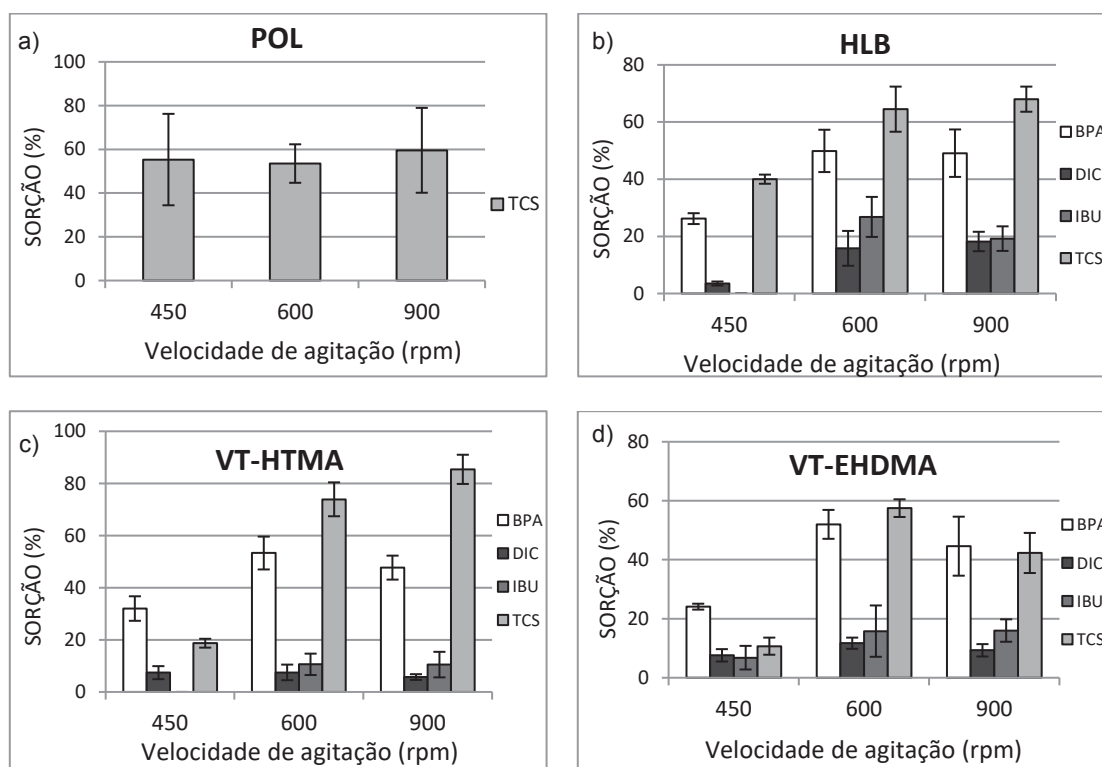 a)
POL
100
80
60
40
20
0
SORÇÃO (%)
450 600 900
Velocidade de agitação (rpm)
TCS
b)
HLB
80
60
40
20
0
SORÇÃO (%)
450 600 900
Velocidade de agitação (rpm)
BPA
DIC
IBU
TCS
c)
VT-HTMA
100
80
60
40
20
0
SORÇÃO (%)
450 600 900
Velocidade de agitação (rpm)
BPA
DIC
IBU
TCS
d)
VT-EHDMA
80
60
40
20
0
SORÇÃO (%)
450 600 900
Velocidade de agitação (rpm)
BPA
DIC
IBU
TCS